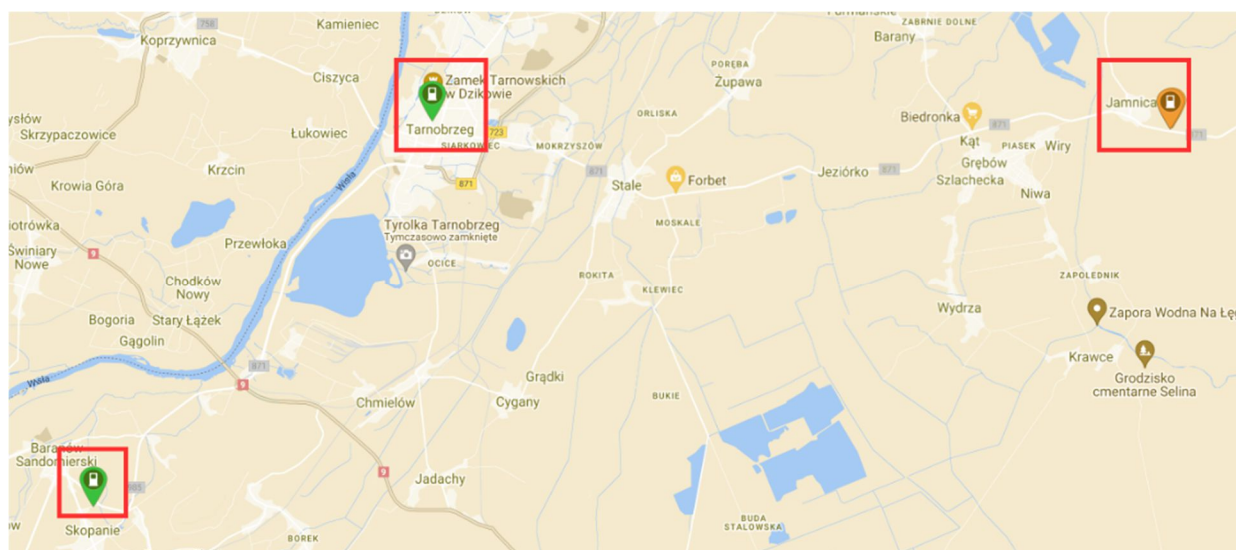 758
Koprzywnica
Kamieniec
Ciszyca
Łukowiec
Skrzypaczowice
Krzcin
Krowia Góra
Świniary
Nowe
9
Przewłoka
Chodków
Nowy
Bogoria
Stary Łążek
Gągolin
Wisła
Wisła
Zamek Tarnowskich
w Dzikowie
Tarnobrzeg
SIARKOWIEC
723
MOKRZYSZÓW
871
871
Tyrolka Tarnobrzeg
Tymczasowo zamknięte
OCICE
871
9
Chmielów
Grądki
Cygany
Jadachy
9
BOREK
Baranów
Sandomierski
Skopanie
PORĘBA
Żupawa
ORLISKA
Stale
Forbet
MOSKALE
ROKITA
KLEWIEC
BUKIE
BUDA
STALOWSKA
ZABRNIE DOLNE
Barany
Biedronka
Kąt
871
PIASEK
Wiry
Grębów
Szlachecka
Jeziórko
871
Niwa
Jamnica
871
ZAPOLEDNIK
Wydrza
Zapora Wodna Na Łęg
Krawce
Grodzisko
cmentarne Selina